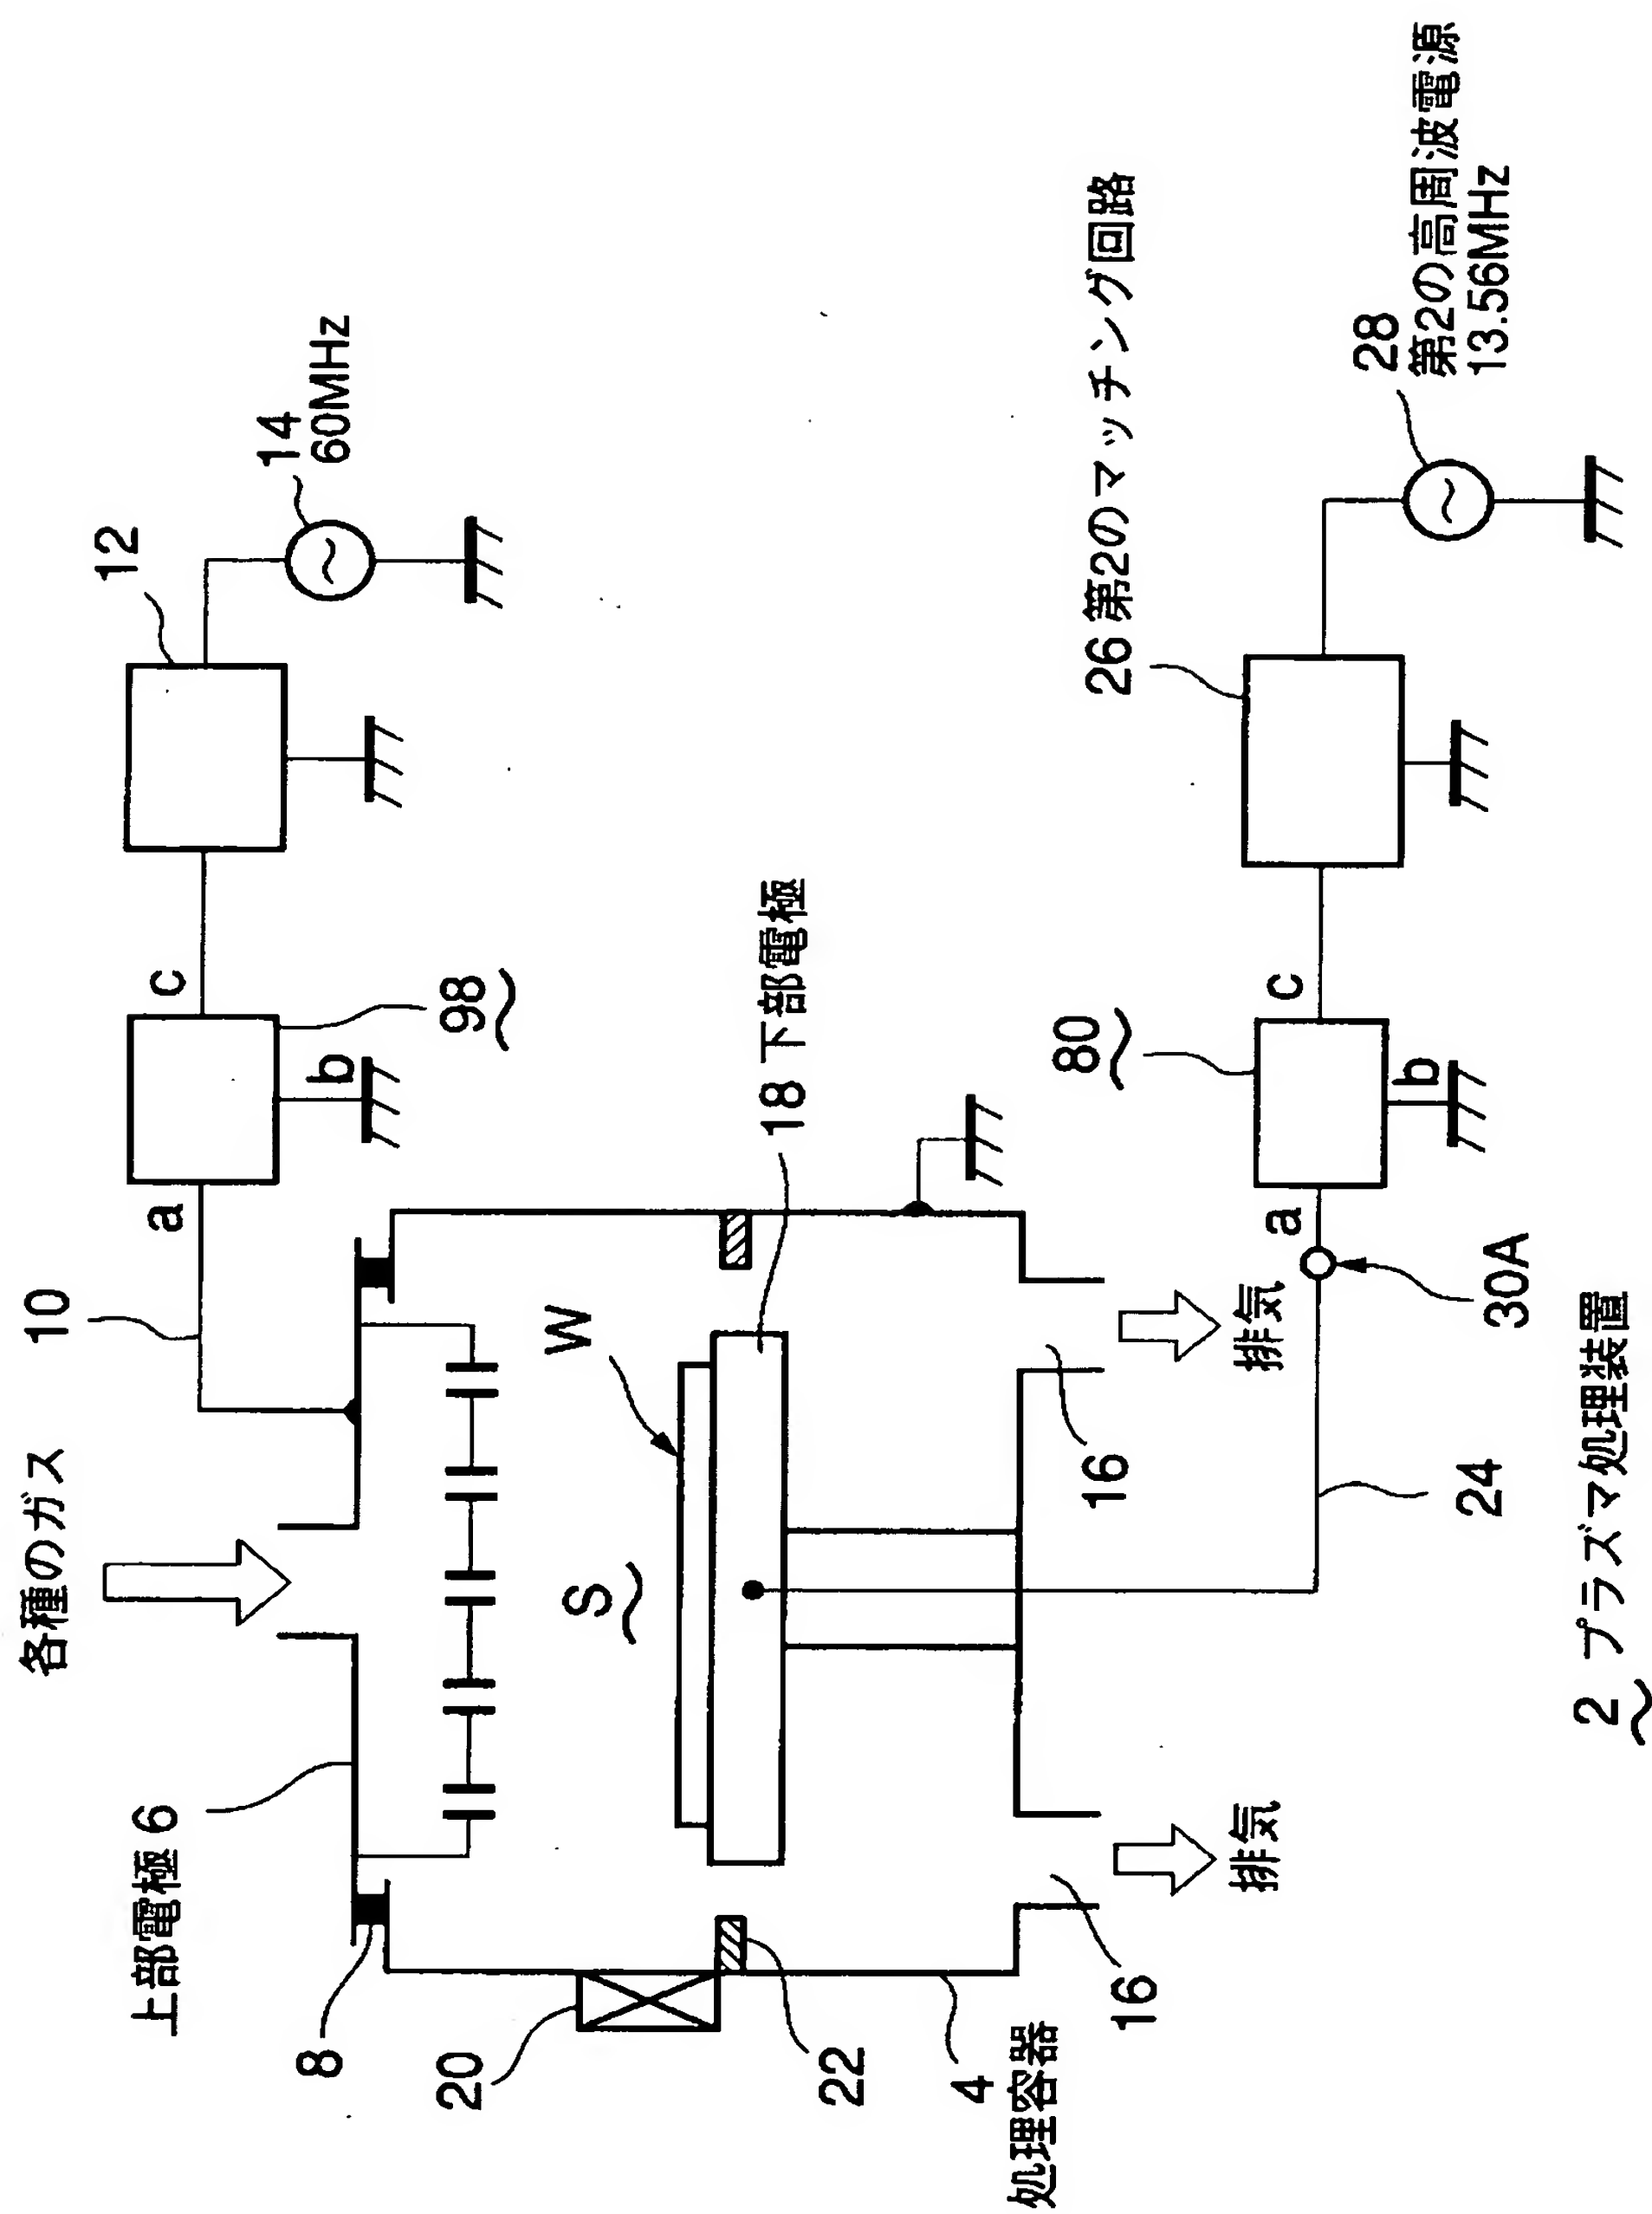 各種のガス
10
a
c
12
14
60MHz
98
b
上部電極 6
8
20
W
S
18 下部電極
22
4
処理容器
16
16
排気
排気
80
a
b
c
26 第2のマッチング回路
28
第2の高周波電源
13.56MHz
24
30A
2 プラズマ処理装置